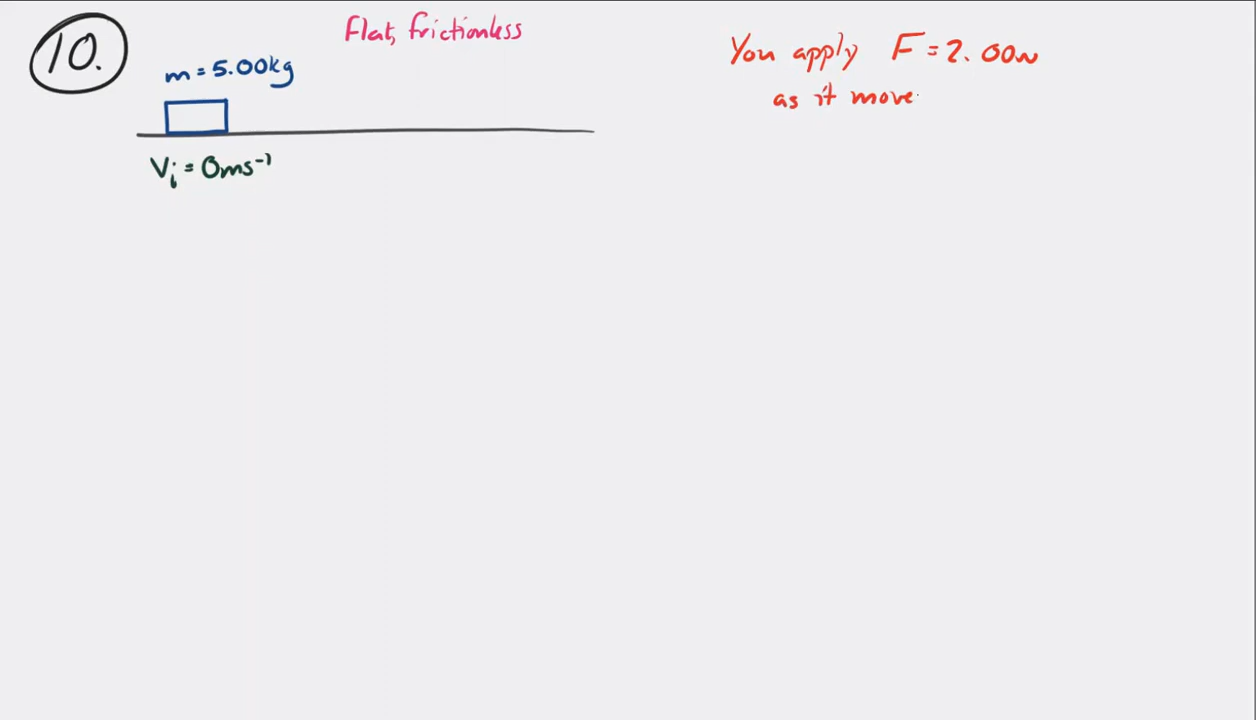 10.
Flat, frictionless
m = 5.00kg
Vi = 0ms⁻¹
You apply F = 2.00N
as it move